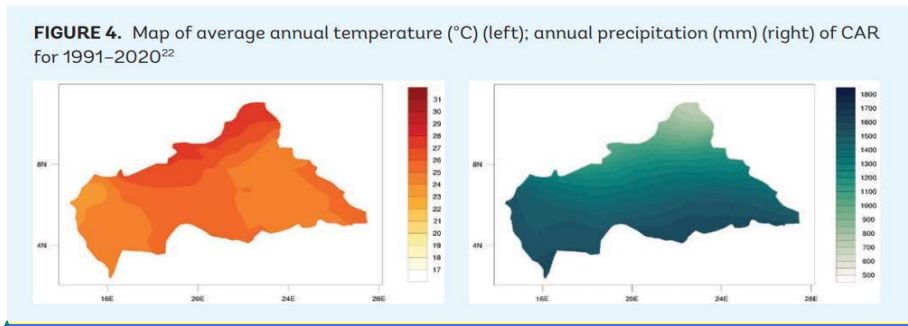 FIGURE 4. Map of average annual temperature (°C) (left); annual precipitation (mm) (right) of CAR
for 1991–2020²²
31
30
29
28
27
26
25
24
23
22
21
20
19
18
17
8N
4N
16E
20E
24E
28E
1800
1700
1600
1500
1400
1300
1200
1100
1000
900
800
700
600
500
8N
4N
16E
20E
24E
28E